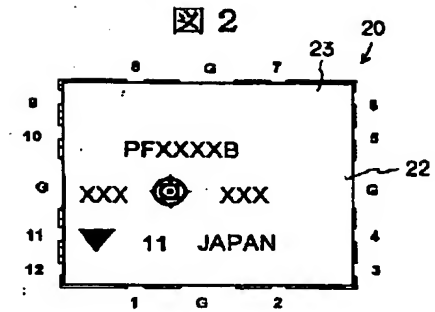 図 2
20
23
8 G 7
9 6
10 5
PFXXXXB
22
G XXX XXX G
11 11 JAPAN 4
12 3
1 G 2